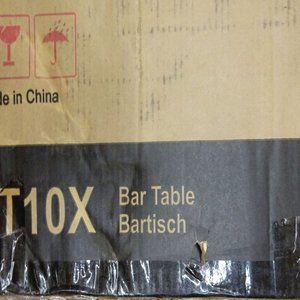 de in China
T10X
Bar Table
Bartisch